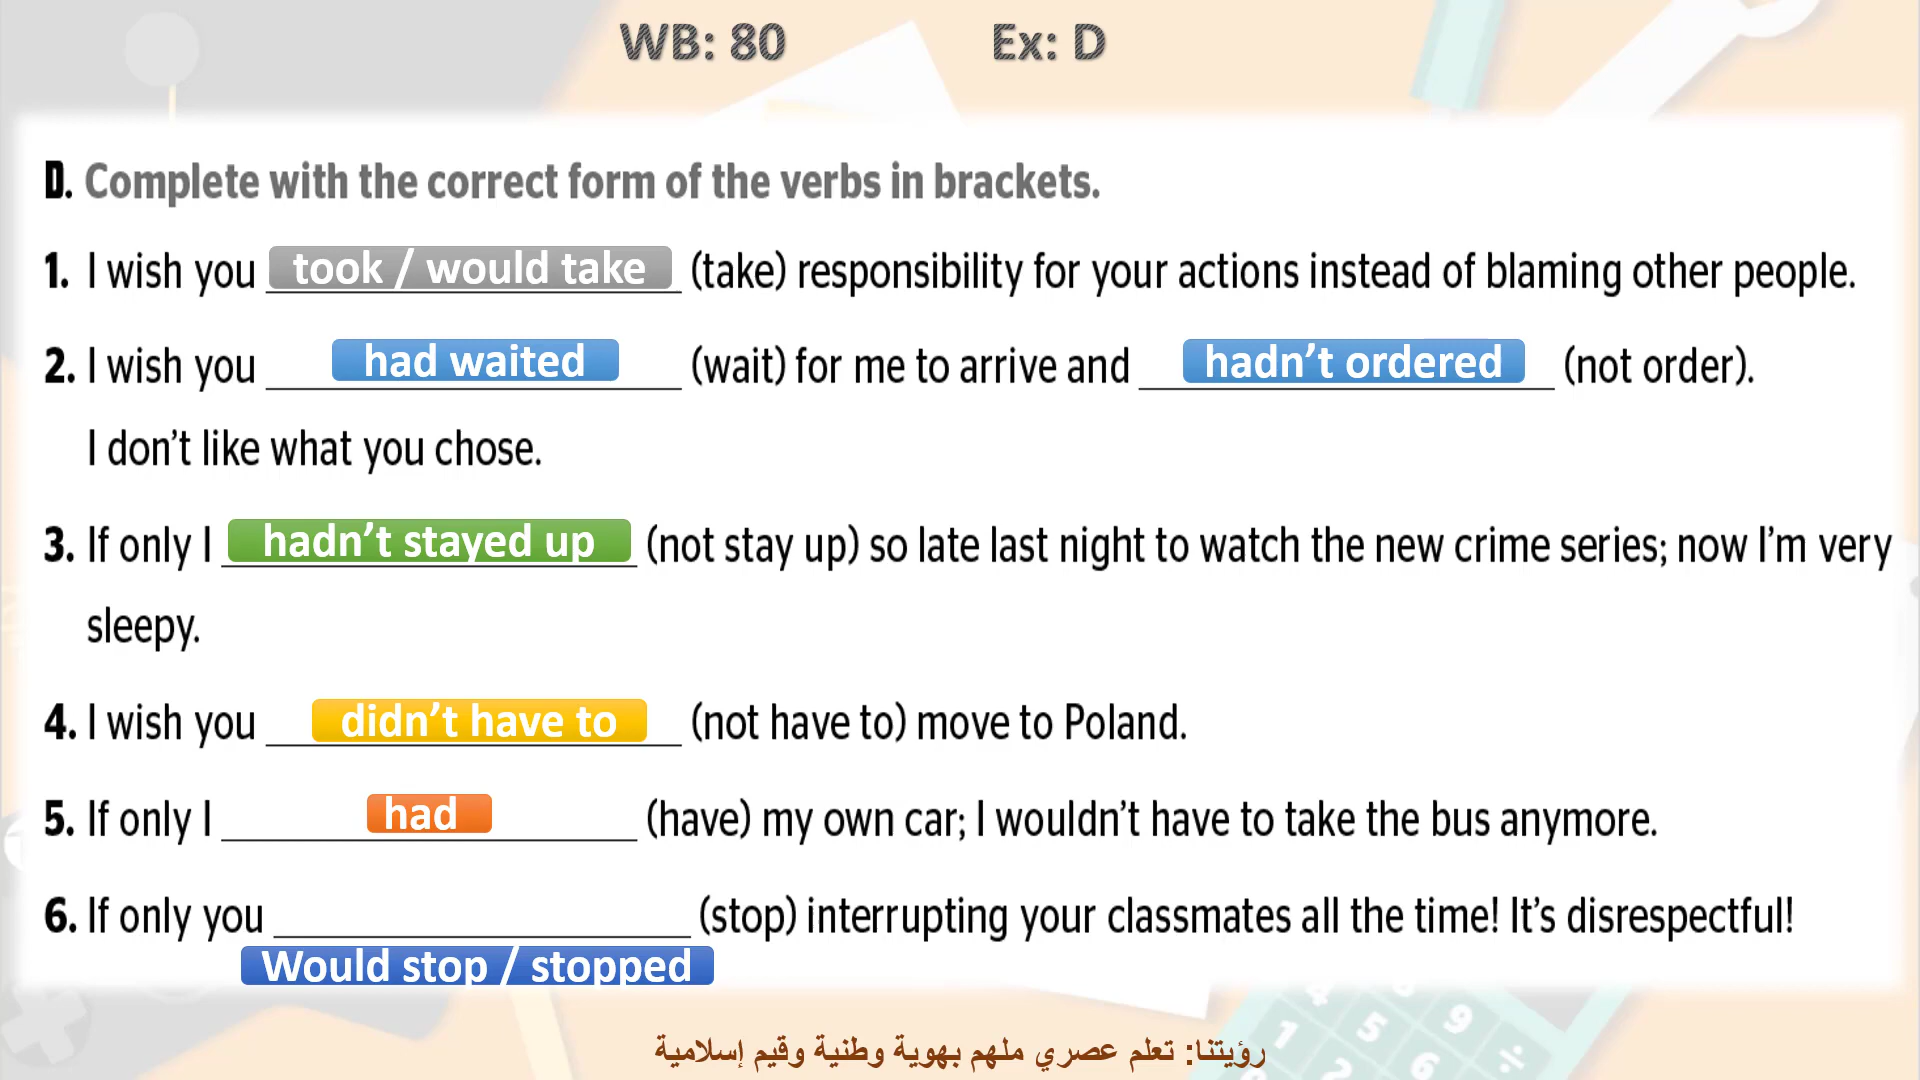 WB: 80 Ex: D
D. Complete with the correct form of the verbs in brackets.
1. I wish you took / would take (take) responsibility for your actions instead of blaming other people.
2. I wish you had waited (wait) for me to arrive and hadn’t ordered (not order).
I don’t like what you chose.
3. If only I hadn’t stayed up (not stay up) so late last night to watch the new crime series; now I’m very
sleepy.
4. I wish you didn’t have to (not have to) move to Poland.
5. If only I had (have) my own car; I wouldn’t have to take the bus anymore.
6. If only you ____________________ (stop) interrupting your classmates all the time! It’s disrespectful!
Would stop / stopped
رؤيتنا: تعلم عصري ملهم بهوية وطنية وقيم إسلامية